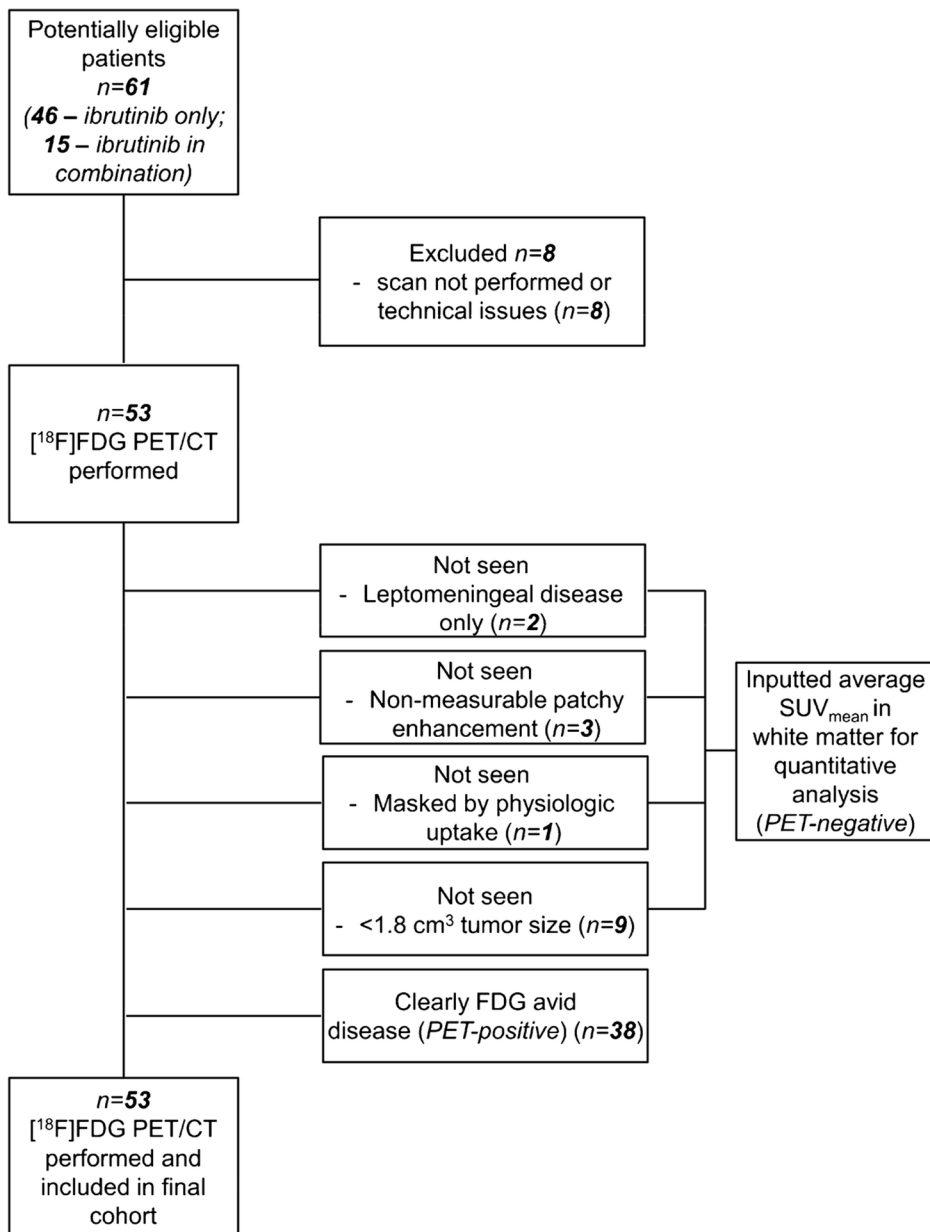 Potentially eligible
patients
n=61
(46 – ibrutinib only;
15 – ibrutinib in
combination)
Excluded n=8
- scan not performed or
technical issues (n=8)
n=53
[¹⁸F]FDG PET/CT
performed
Not seen
- Leptomeningeal disease
only (n=2)
Not seen
- Non-measurable patchy
enhancement (n=3)
Not seen
- Masked by physiologic
uptake (n=1)
Not seen
- <1.8 cm³ tumor size (n=9)
Inputted average
SUVmean in
white matter for
quantitative
analysis
(PET-negative)
Clearly FDG avid
disease (PET-positive) (n=38)
n=53
[¹⁸F]FDG PET/CT
performed and
included in final
cohort